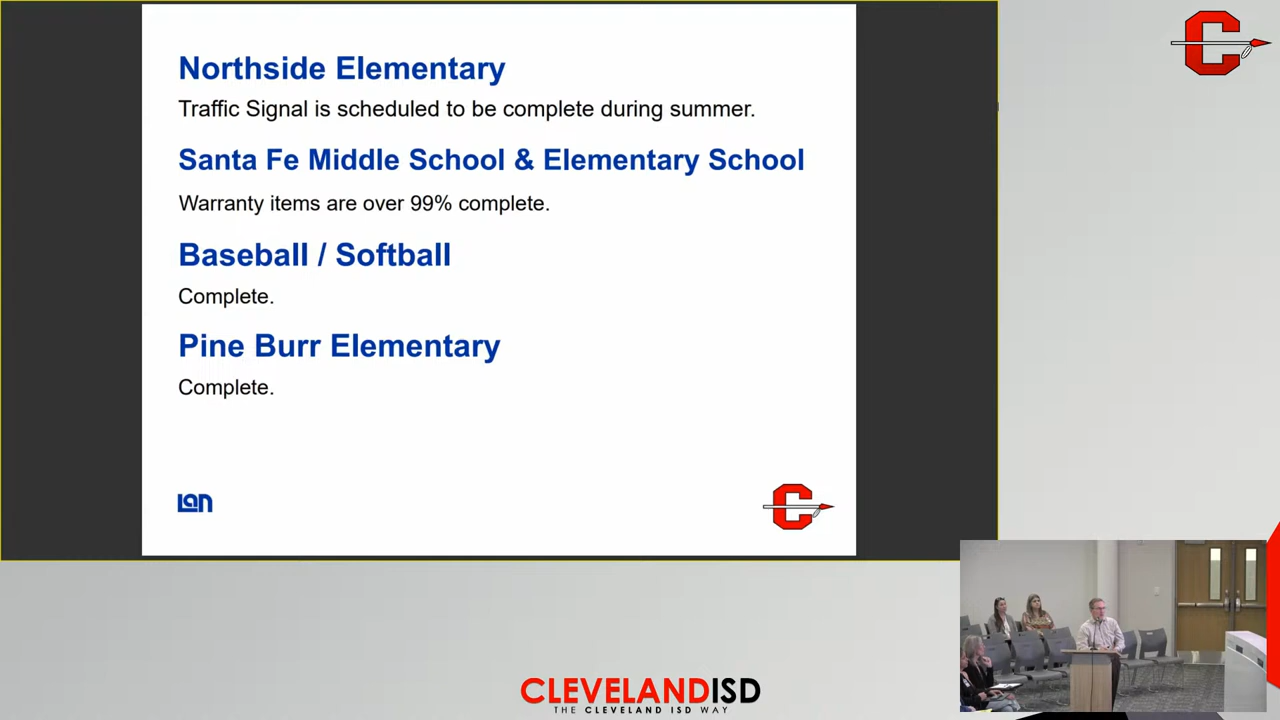 Northside Elementary
Traffic Signal is scheduled to be complete during summer.
Santa Fe Middle School & Elementary School
Warranty items are over 99% complete.
Baseball / Softball
Complete.
Pine Burr Elementary
Complete.
Lan
C
C
CLEVELANDISD
THE CLEVELAND ISD WAY